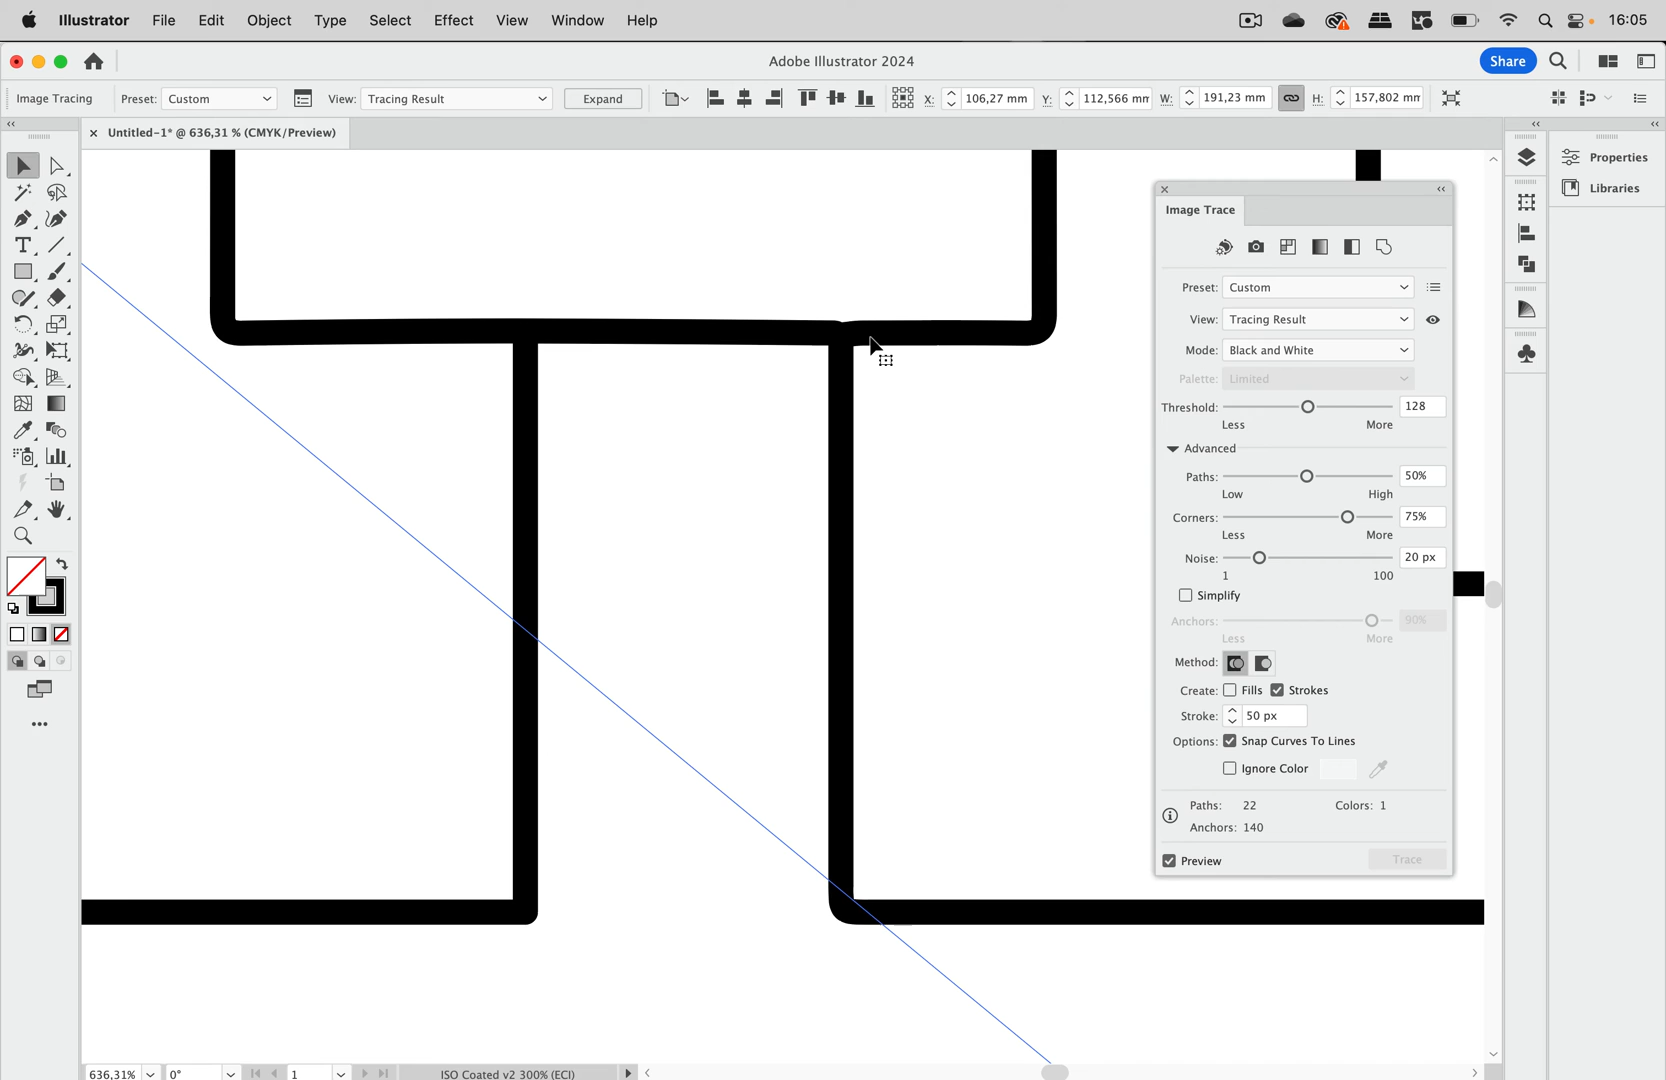 Illustrator File Edit Object Type Select Effect View Window Help 16:05
Adobe Illustrator 2024 Share
Image Tracing Preset: Custom View: Tracing Result Expand X: 106,27 mm Y: 112,566 mm W: 191,23 mm H: 157,802 mm
Untitled-1* @ 636,31 % (CMYK/Preview)
Properties
Libraries
Image Trace
Preset: Custom
View: Tracing Result
Mode: Black and White
Palette: Limited
Threshold: 128
Less More
Advanced
Paths: 50%
Low High
Corners: 75%
Less More
Noise: 20 px
1 100
Simplify
Anchors: 90%
Less More
Method:
Create: Fills Strokes
Stroke: 50 px
Options: Snap Curves To Lines
Ignore Color
Paths: 22 Colors: 1
Anchors: 140
Preview Trace
636,31% 0° 1 ISO Coated v2 300% (ECI)